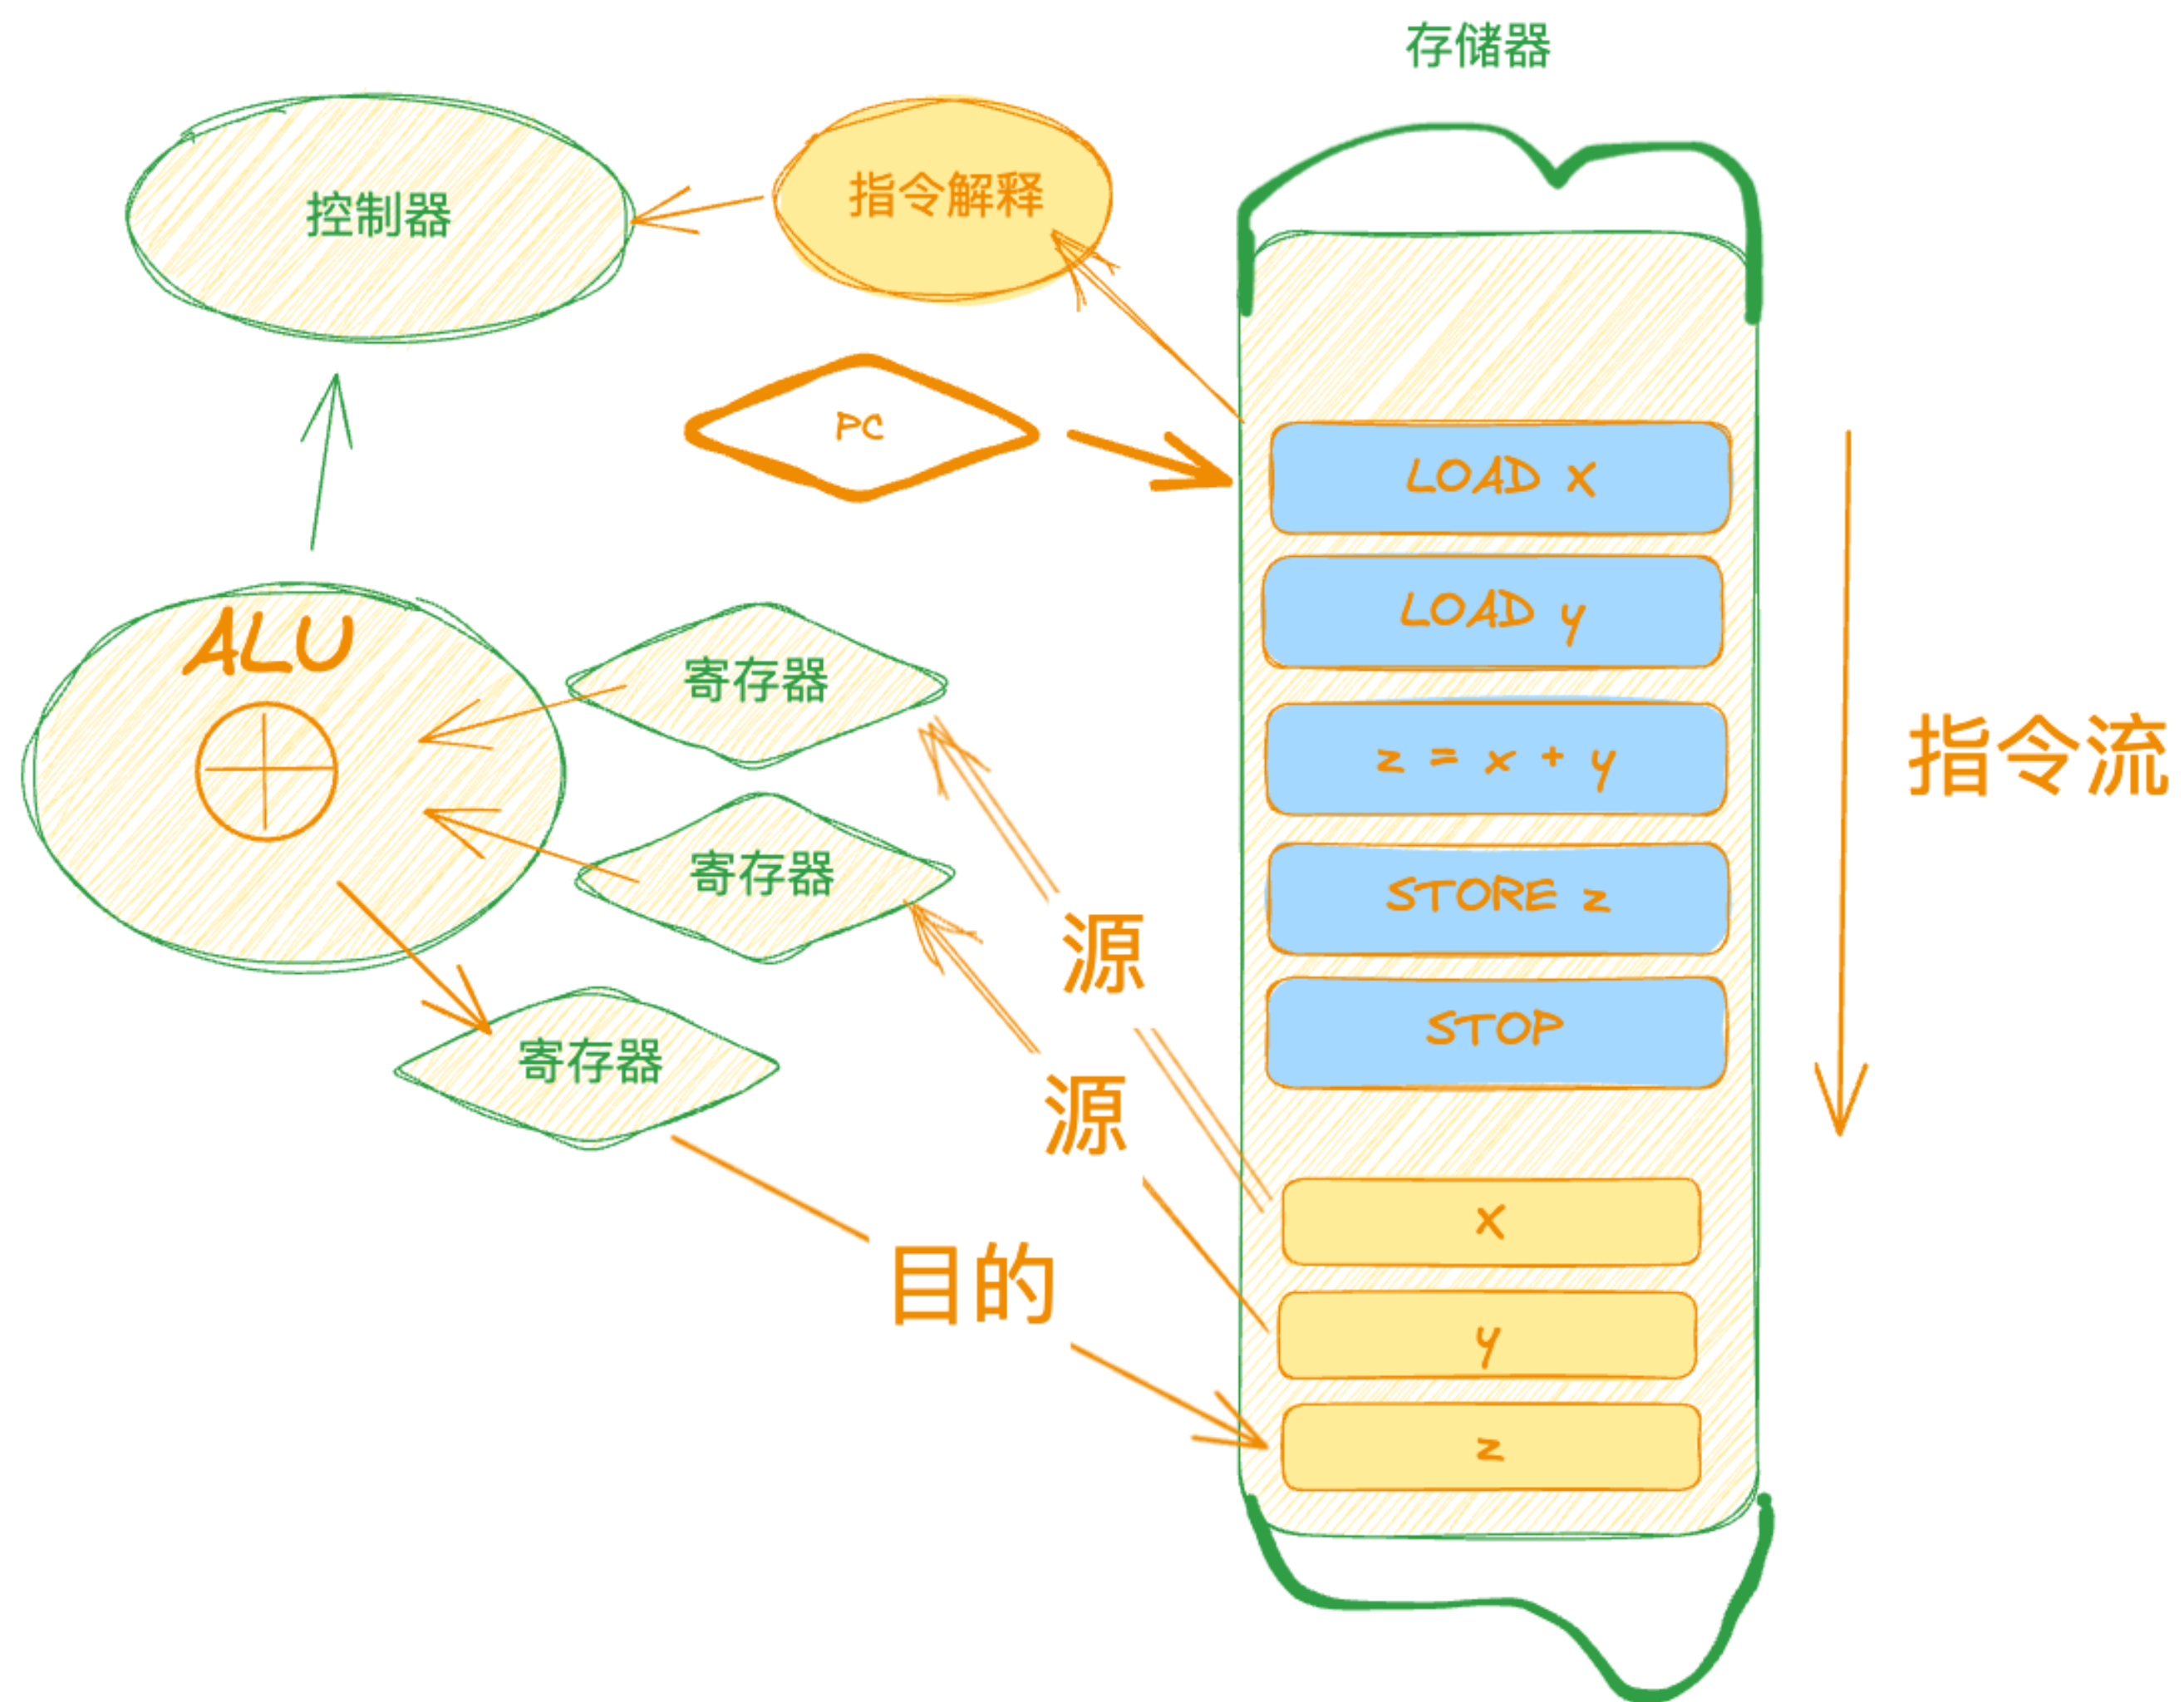 存储器
控制器
指令解释
PC
LOAD x
LOAD y
z = x + y
STORE z
STOP
指令流
ALU
寄存器
寄存器
寄存器
源
源
目的
x
y
z